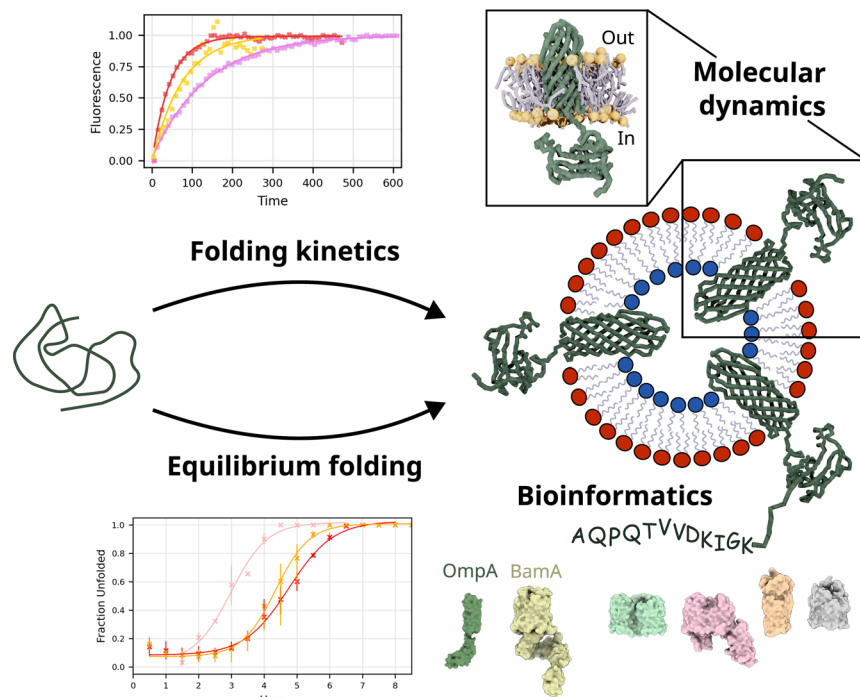 1.00
0.75
0.50
0.25
0.00
Fluorescence
0 100 200 300 400 500 600
Time
Out
In
Molecular
dynamics
Folding kinetics
Equilibrium folding
Bioinformatics
AQPQTVVDKIGK
OmpA BamA
1.0
0.8
0.6
0.4
0.2
0.0
Fraction Unfolded
0 1 2 3 4 5 6 7 8